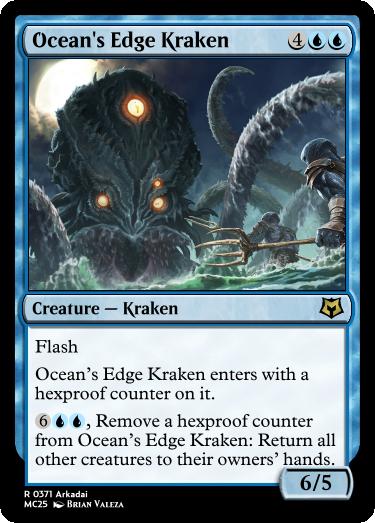 Ocean's Edge Kraken 4
Creature — Kraken
Flash
Ocean's Edge Kraken enters with a
hexproof counter on it.
6, Remove a hexproof counter
from Ocean's Edge Kraken: Return all
other creatures to their owners' hands.
6/5
R 0371 Arkadai
MC25 Brian Valeza